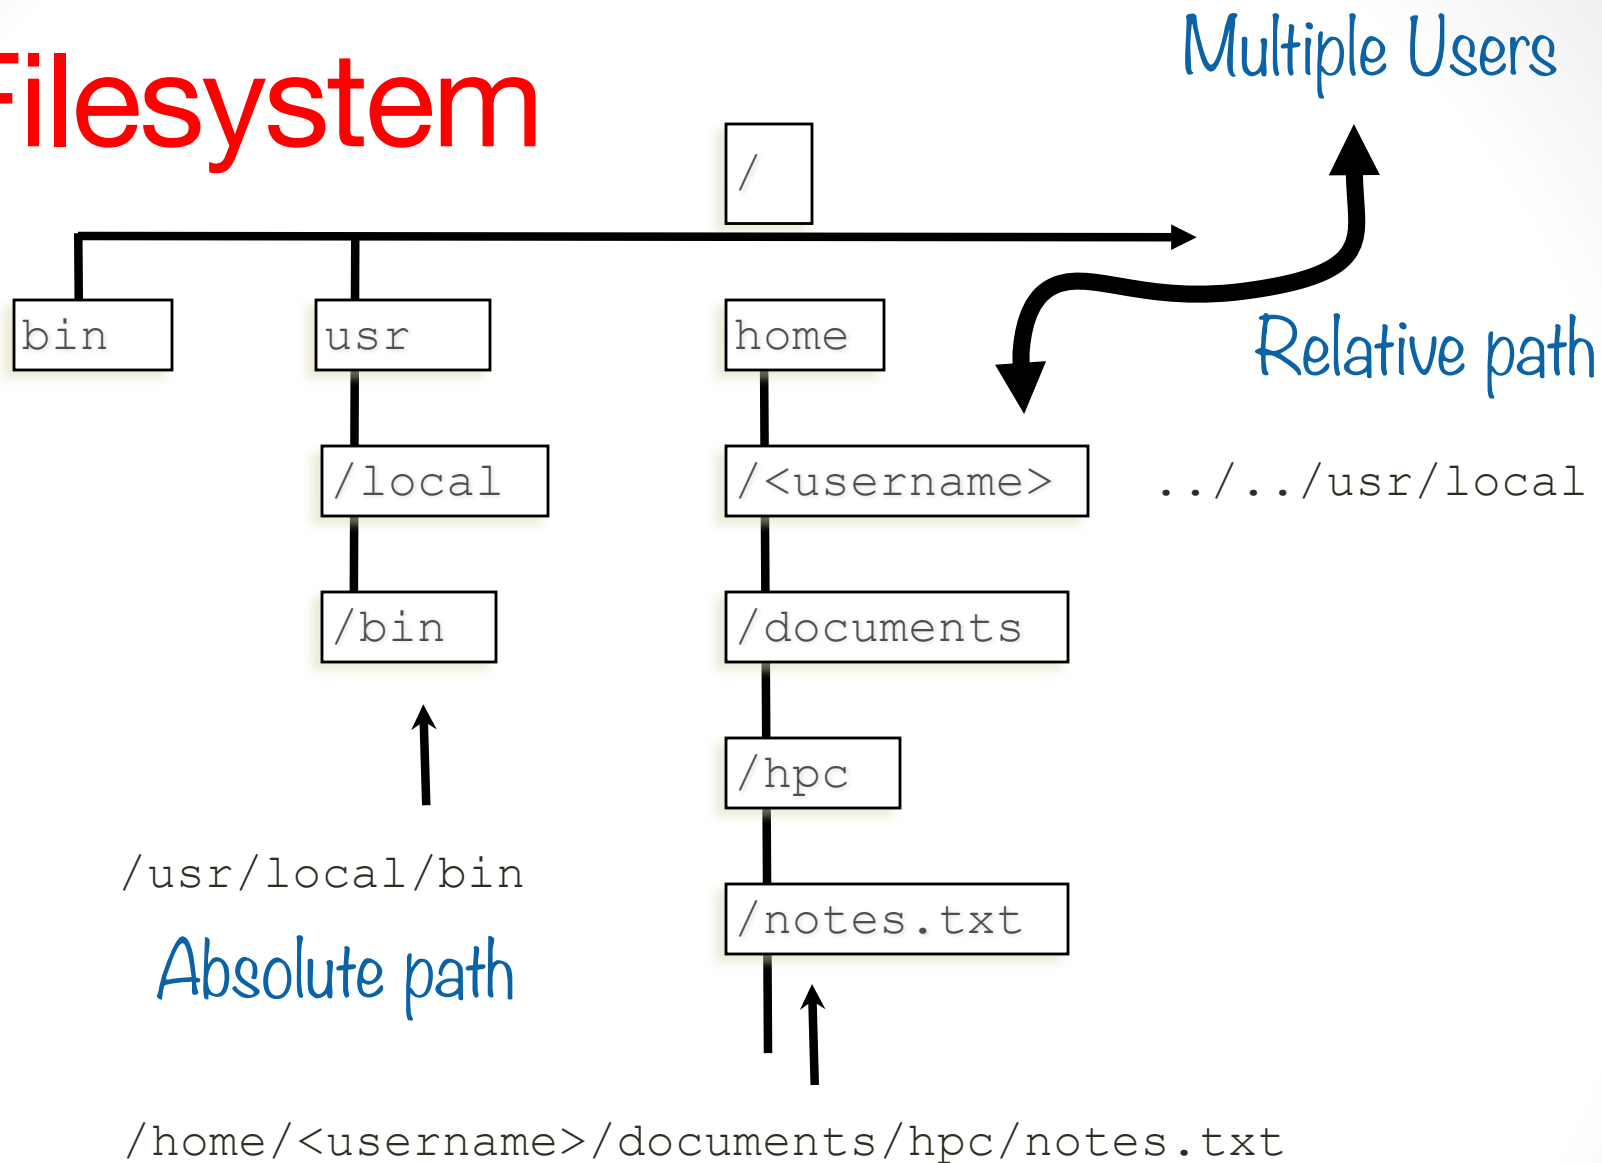 Filesystem
Multiple Users
/
bin
usr
home
Relative path
/local
/<username>
../../usr/local
/bin
/documents
/hpc
/usr/local/bin
/notes.txt
Absolute path
/home/<username>/documents/hpc/notes.txt